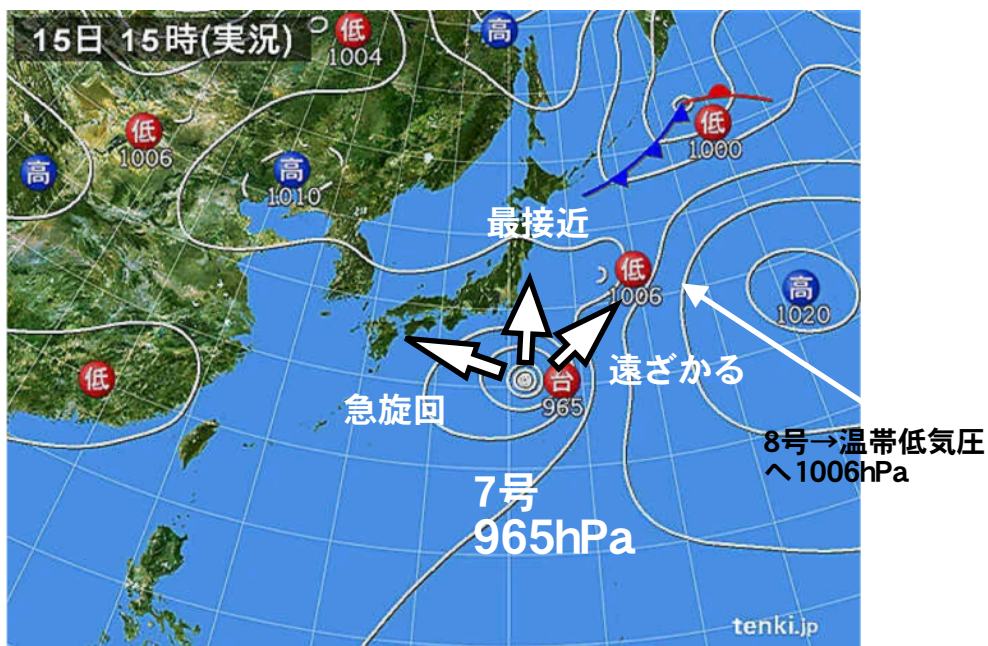 15日 15時(実況)
低
1004
高
低
1006
高
高
1010
低
1000
最接近
低
1006
高
1020
低
台
965
遠ざかる
急旋回
8号→温帯低気圧
へ1006hPa
7号
965hPa
tenki.jp